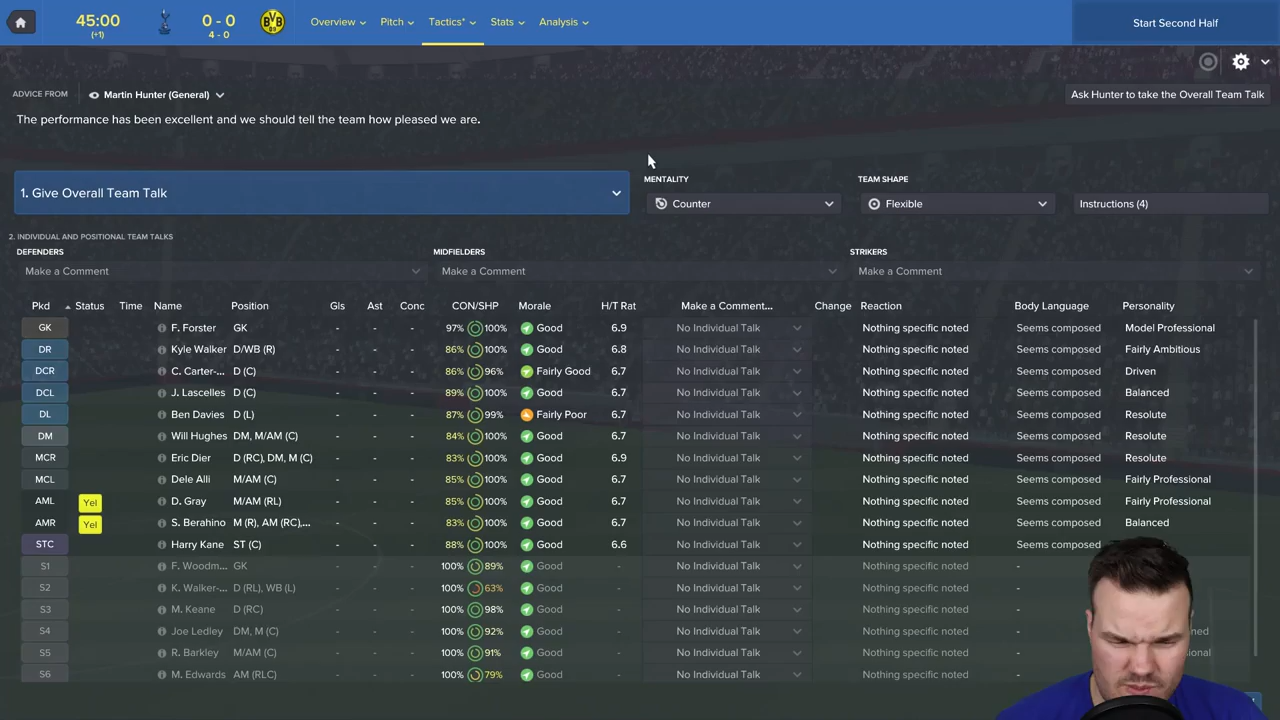 45:00
(+1)
0 - 0
4 - 0
BVB
09
Overview
Pitch
Tactics*
Stats
Analysis
Start Second Half
ADVICE FROM
Martin Hunter (General)
Ask Hunter to take the Overall Team Talk
The performance has been excellent and we should tell the team how pleased we are.
1. Give Overall Team Talk
MENTALITY
TEAM SHAPE
Counter
Flexible
Instructions (4)
2. INDIVIDUAL AND POSITIONAL TEAM TALKS
DEFENDERS MIDFIELDERS STRIKERS
Make a Comment Make a Comment Make a Comment
Pkd Status Time Name Position Gls Ast Conc CON/SHP Morale H/T Rat Make a Comment... Change Reaction Body Language Personality
GK F. Forster GK - - - 97% 100% Good 6.9 No Individual Talk Nothing specific noted Seems composed Model Professional
DR Kyle Walker D/WB (R) - - - 86% 100% Good 6.8 No Individual Talk Nothing specific noted Seems composed Fairly Ambitious
DCR C. Carter-... D (C) - - - 86% 96% Fairly Good 6.7 No Individual Talk Nothing specific noted Seems composed Driven
DCL J. Lascelles D (C) - - - 89% 100% Good 6.7 No Individual Talk Nothing specific noted Seems composed Balanced
DL Ben Davies D (L) - - - 87% 99% Fairly Poor 6.7 No Individual Talk Nothing specific noted Seems composed Resolute
DM Will Hughes DM, M/AM (C) - - - 84% 100% Good 6.7 No Individual Talk Nothing specific noted Seems composed Resolute
MCR Eric Dier D (RC), DM, M (C) - - - 83% 100% Good 6.9 No Individual Talk Nothing specific noted Seems composed Resolute
MCL Dele Alli M/AM (C) - - - 85% 100% Good 6.7 No Individual Talk Nothing specific noted Seems composed Fairly Professional
AML Yel D. Gray M/AM (RL) - - - 85% 100% Good 6.7 No Individual Talk Nothing specific noted Seems composed Fairly Professional
AMR Yel S. Berahino M (R), AM (RC),... - - - 83% 100% Good 6.7 No Individual Talk Nothing specific noted Seems composed Balanced
STC Harry Kane ST (C) - - - 88% 100% Good 6.6 No Individual Talk Nothing specific noted Seems composed
S1 F. Woodm... GK - - - 100% 89% Good - No Individual Talk Nothing specific noted -
S2 K. Walker-... D (RL), WB (L) - - - 100% 63% Good - No Individual Talk Nothing specific noted -
S3 M. Keane D (RC) - - - 100% 98% Good - No Individual Talk Nothing specific noted -
S4 Joe Ledley DM, M (C) - - - 100% 92% Good - No Individual Talk Nothing specific noted -
S5 R. Barkley M/AM (C) - - - 100% 91% Good - No Individual Talk Nothing specific noted -
S6 M. Edwards AM (RLC) - - - 100% 79% Good - No Individual Talk Nothing specific noted -